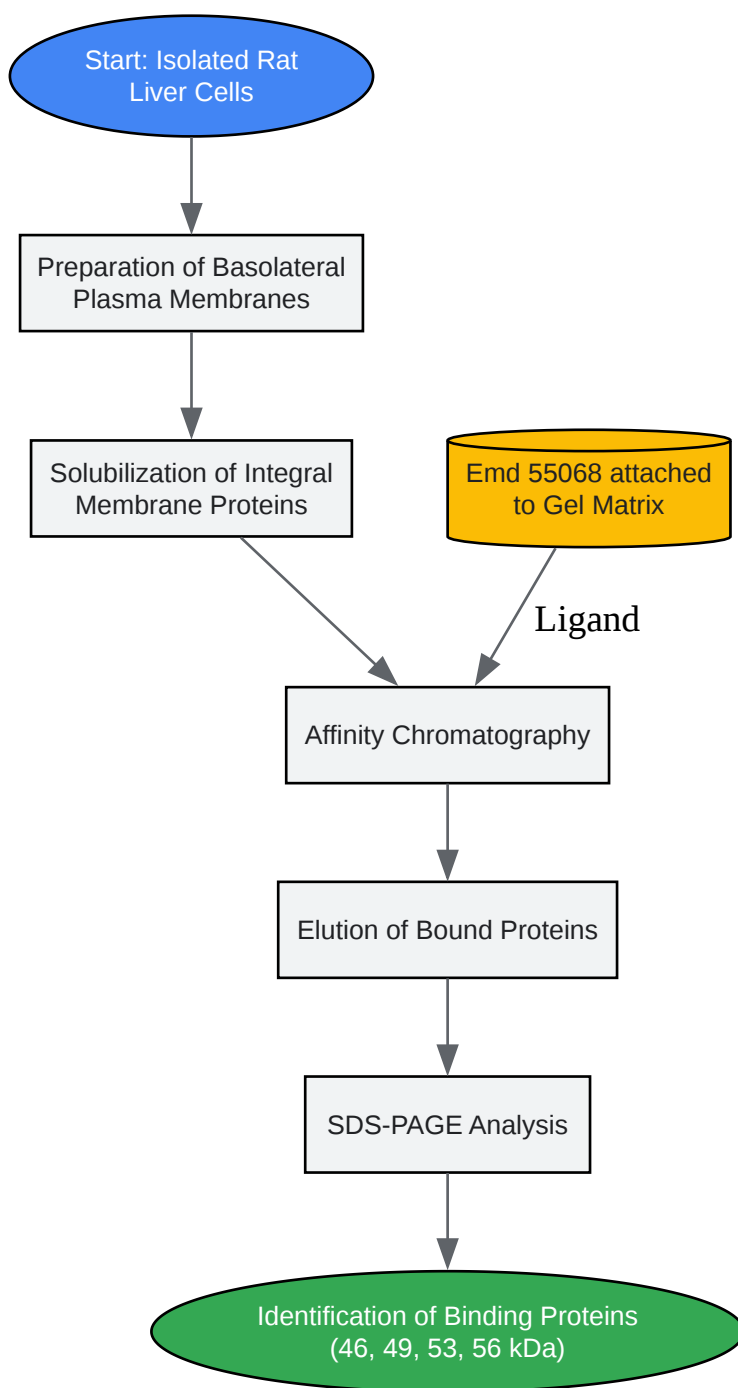 Start: Isolated Rat
Liver Cells
Preparation of Basolateral
Plasma Membranes
Solubilization of Integral
Membrane Proteins
Emd 55068 attached
to Gel Matrix
Ligand
Affinity Chromatography
Elution of Bound Proteins
SDS-PAGE Analysis
Identification of Binding Proteins
(46, 49, 53, 56 kDa)